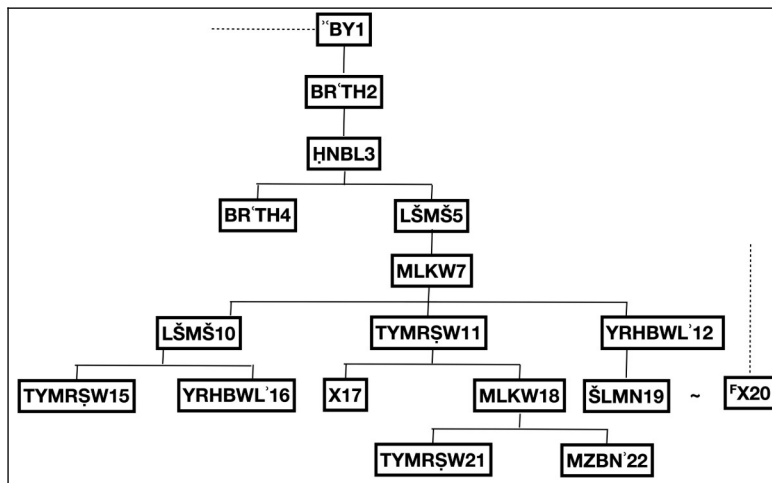 ʾʿBY1
BRʿTH2
ḤNBL3
BRʿTH4 LŠMŠ5
MLKW7
LŠMŠ10 TYMRṢW11 YRHBWLʾ12
TYMRṢW15 YRHBWLʾ16 X17 MLKW18 ŠLMN19 ~ ᶠX20
TYMRṢW21 MZBNʾ22